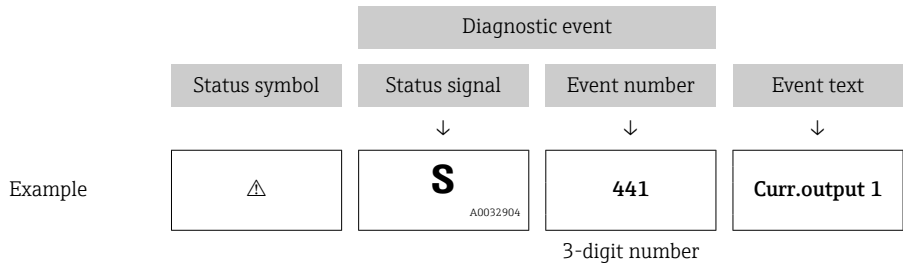 Diagnostic event
Status symbol Status signal Event number Event text
↓ ↓ ↓
Example ⚠ S 441 Curr.output 1
A0032904
3-digit number